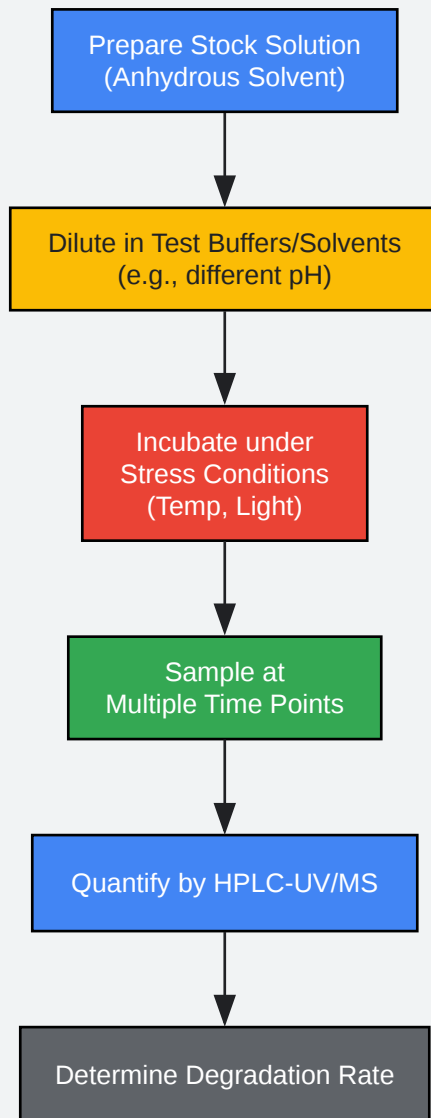 Prepare Stock Solution
(Anhydrous Solvent)
Dilute in Test Buffers/Solvents
(e.g., different pH)
Incubate under
Stress Conditions
(Temp, Light)
Sample at
Multiple Time Points
Quantify by HPLC-UV/MS
Determine Degradation Rate